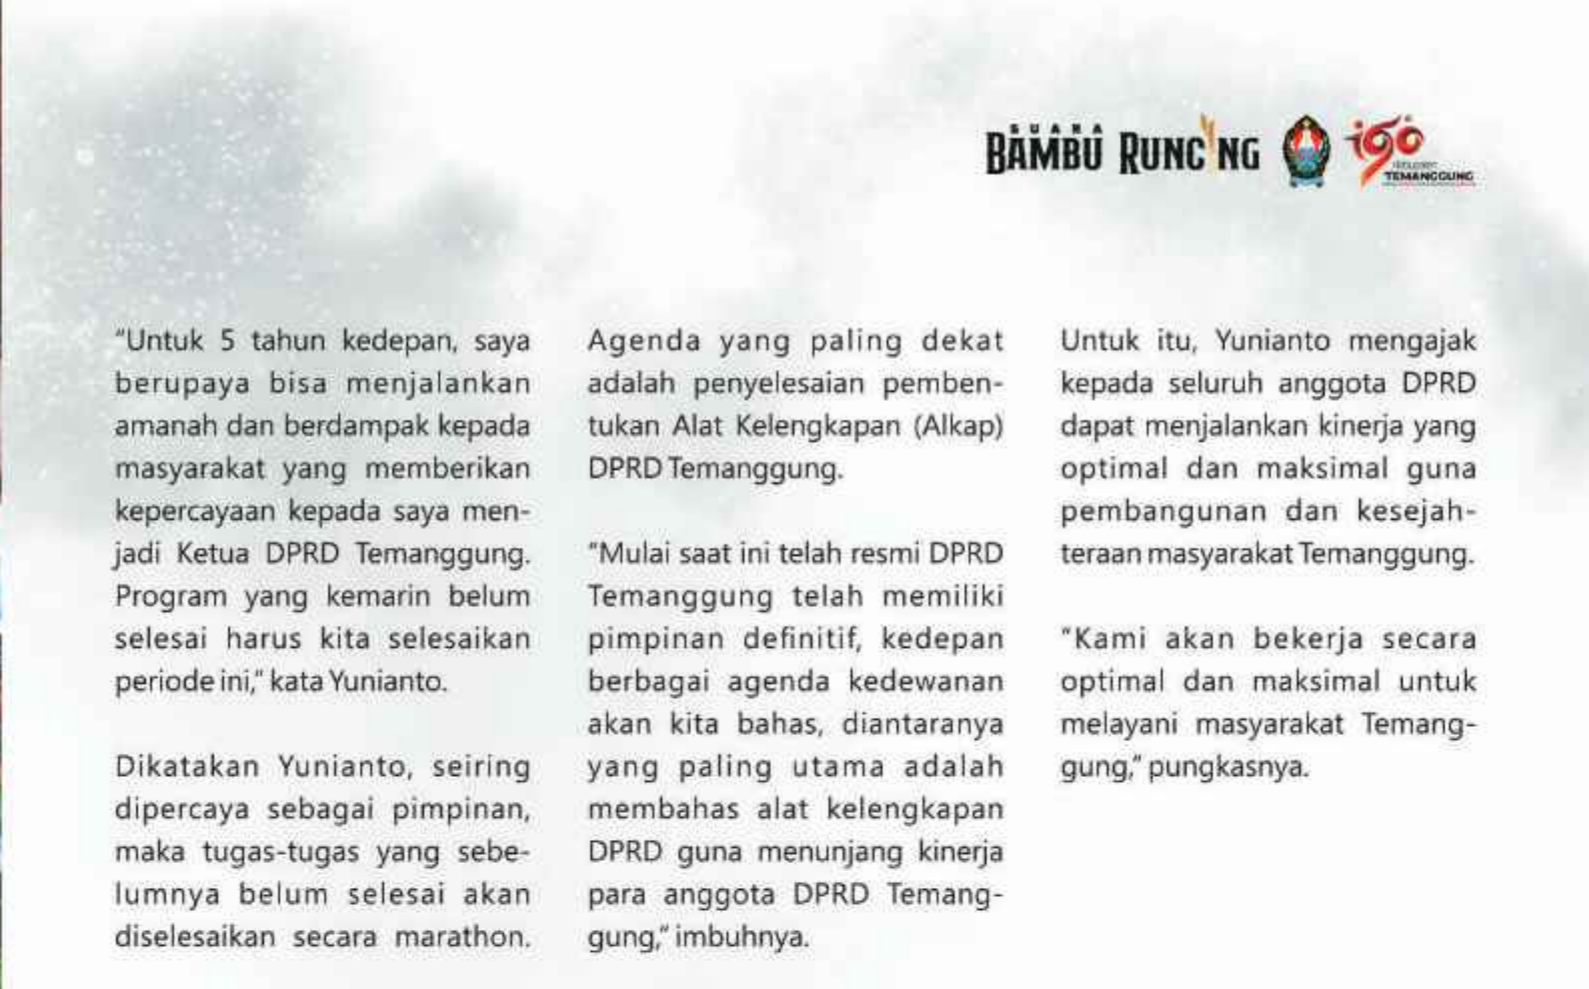 SUARA
BAMBU RUNCING
190
TEMANGGUNG
“Untuk 5 tahun kedepan, saya
berupaya bisa menjalankan
amanah dan berdampak kepada
masyarakat yang memberikan
kepercayaan kepada saya men-
jadi Ketua DPRD Temanggung.
Program yang kemarin belum
selesai harus kita selesaikan
periode ini,” kata Yunianto.
Dikatakan Yunianto, seiring
dipercaya sebagai pimpinan,
maka tugas-tugas yang sebe-
lumnya belum selesai akan
diselesaikan secara marathon.
Agenda yang paling dekat
adalah penyelesaian pemben-
tukan Alat Kelengkapan (Alkap)
DPRD Temanggung.
“Mulai saat ini telah resmi DPRD
Temanggung telah memiliki
pimpinan definitif, kedepan
berbagai agenda kedewanan
akan kita bahas, diantaranya
yang paling utama adalah
membahas alat kelengkapan
DPRD guna menunjang kinerja
para anggota DPRD Temang-
gung,” imbuhnya.
Untuk itu, Yunianto mengajak
kepada seluruh anggota DPRD
dapat menjalankan kinerja yang
optimal dan maksimal guna
pembangunan dan kesejah-
teraan masyarakat Temanggung.
“Kami akan bekerja secara
optimal dan maksimal untuk
melayani masyarakat Temang-
gung,” pungkasnya.